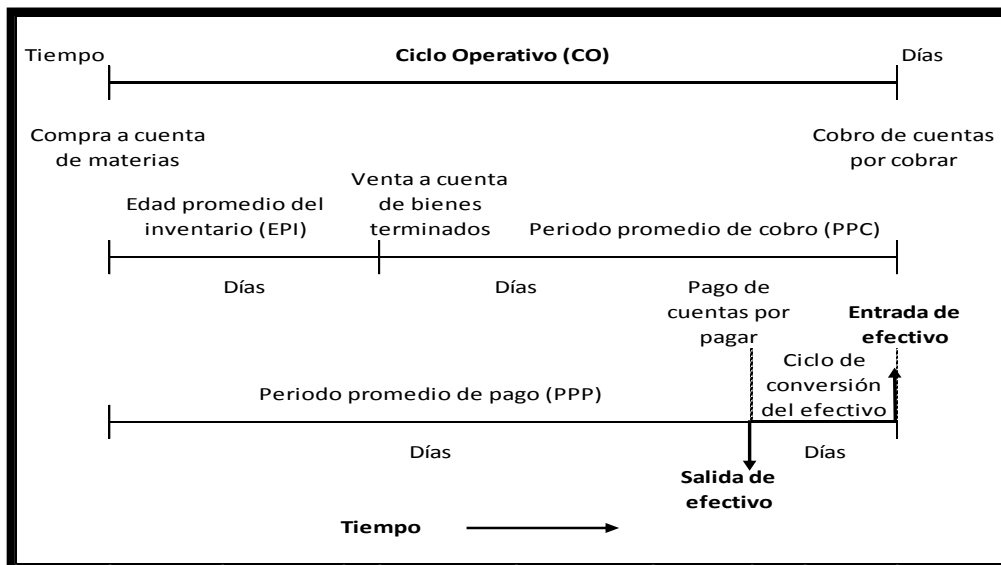 Tiempo
Ciclo Operativo (CO)
Días
Compra a cuenta
de materias
Cobro de cuentas
por cobrar
Venta a cuenta
de bienes
terminados
Edad promedio del
inventario (EPI)
Periodo promedio de cobro (PPC)
Días
Días
Pago de
cuentas por
pagar
Entrada de
efectivo
Ciclo de
conversión
del efectivo
Periodo promedio de pago (PPP)
Días
Días
Salida de
efectivo
Tiempo